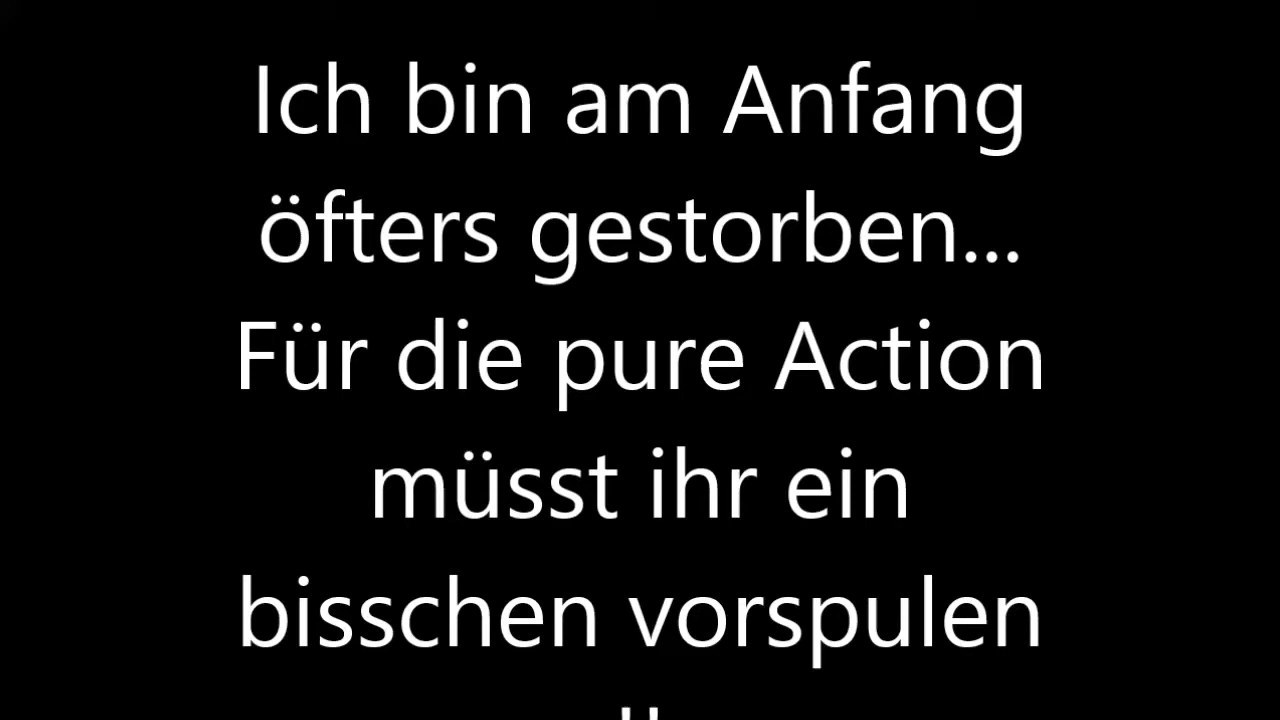 Ich bin am Anfang
öfters gestorben...
Für die pure Action
müsst ihr ein
bisschen vorspulen